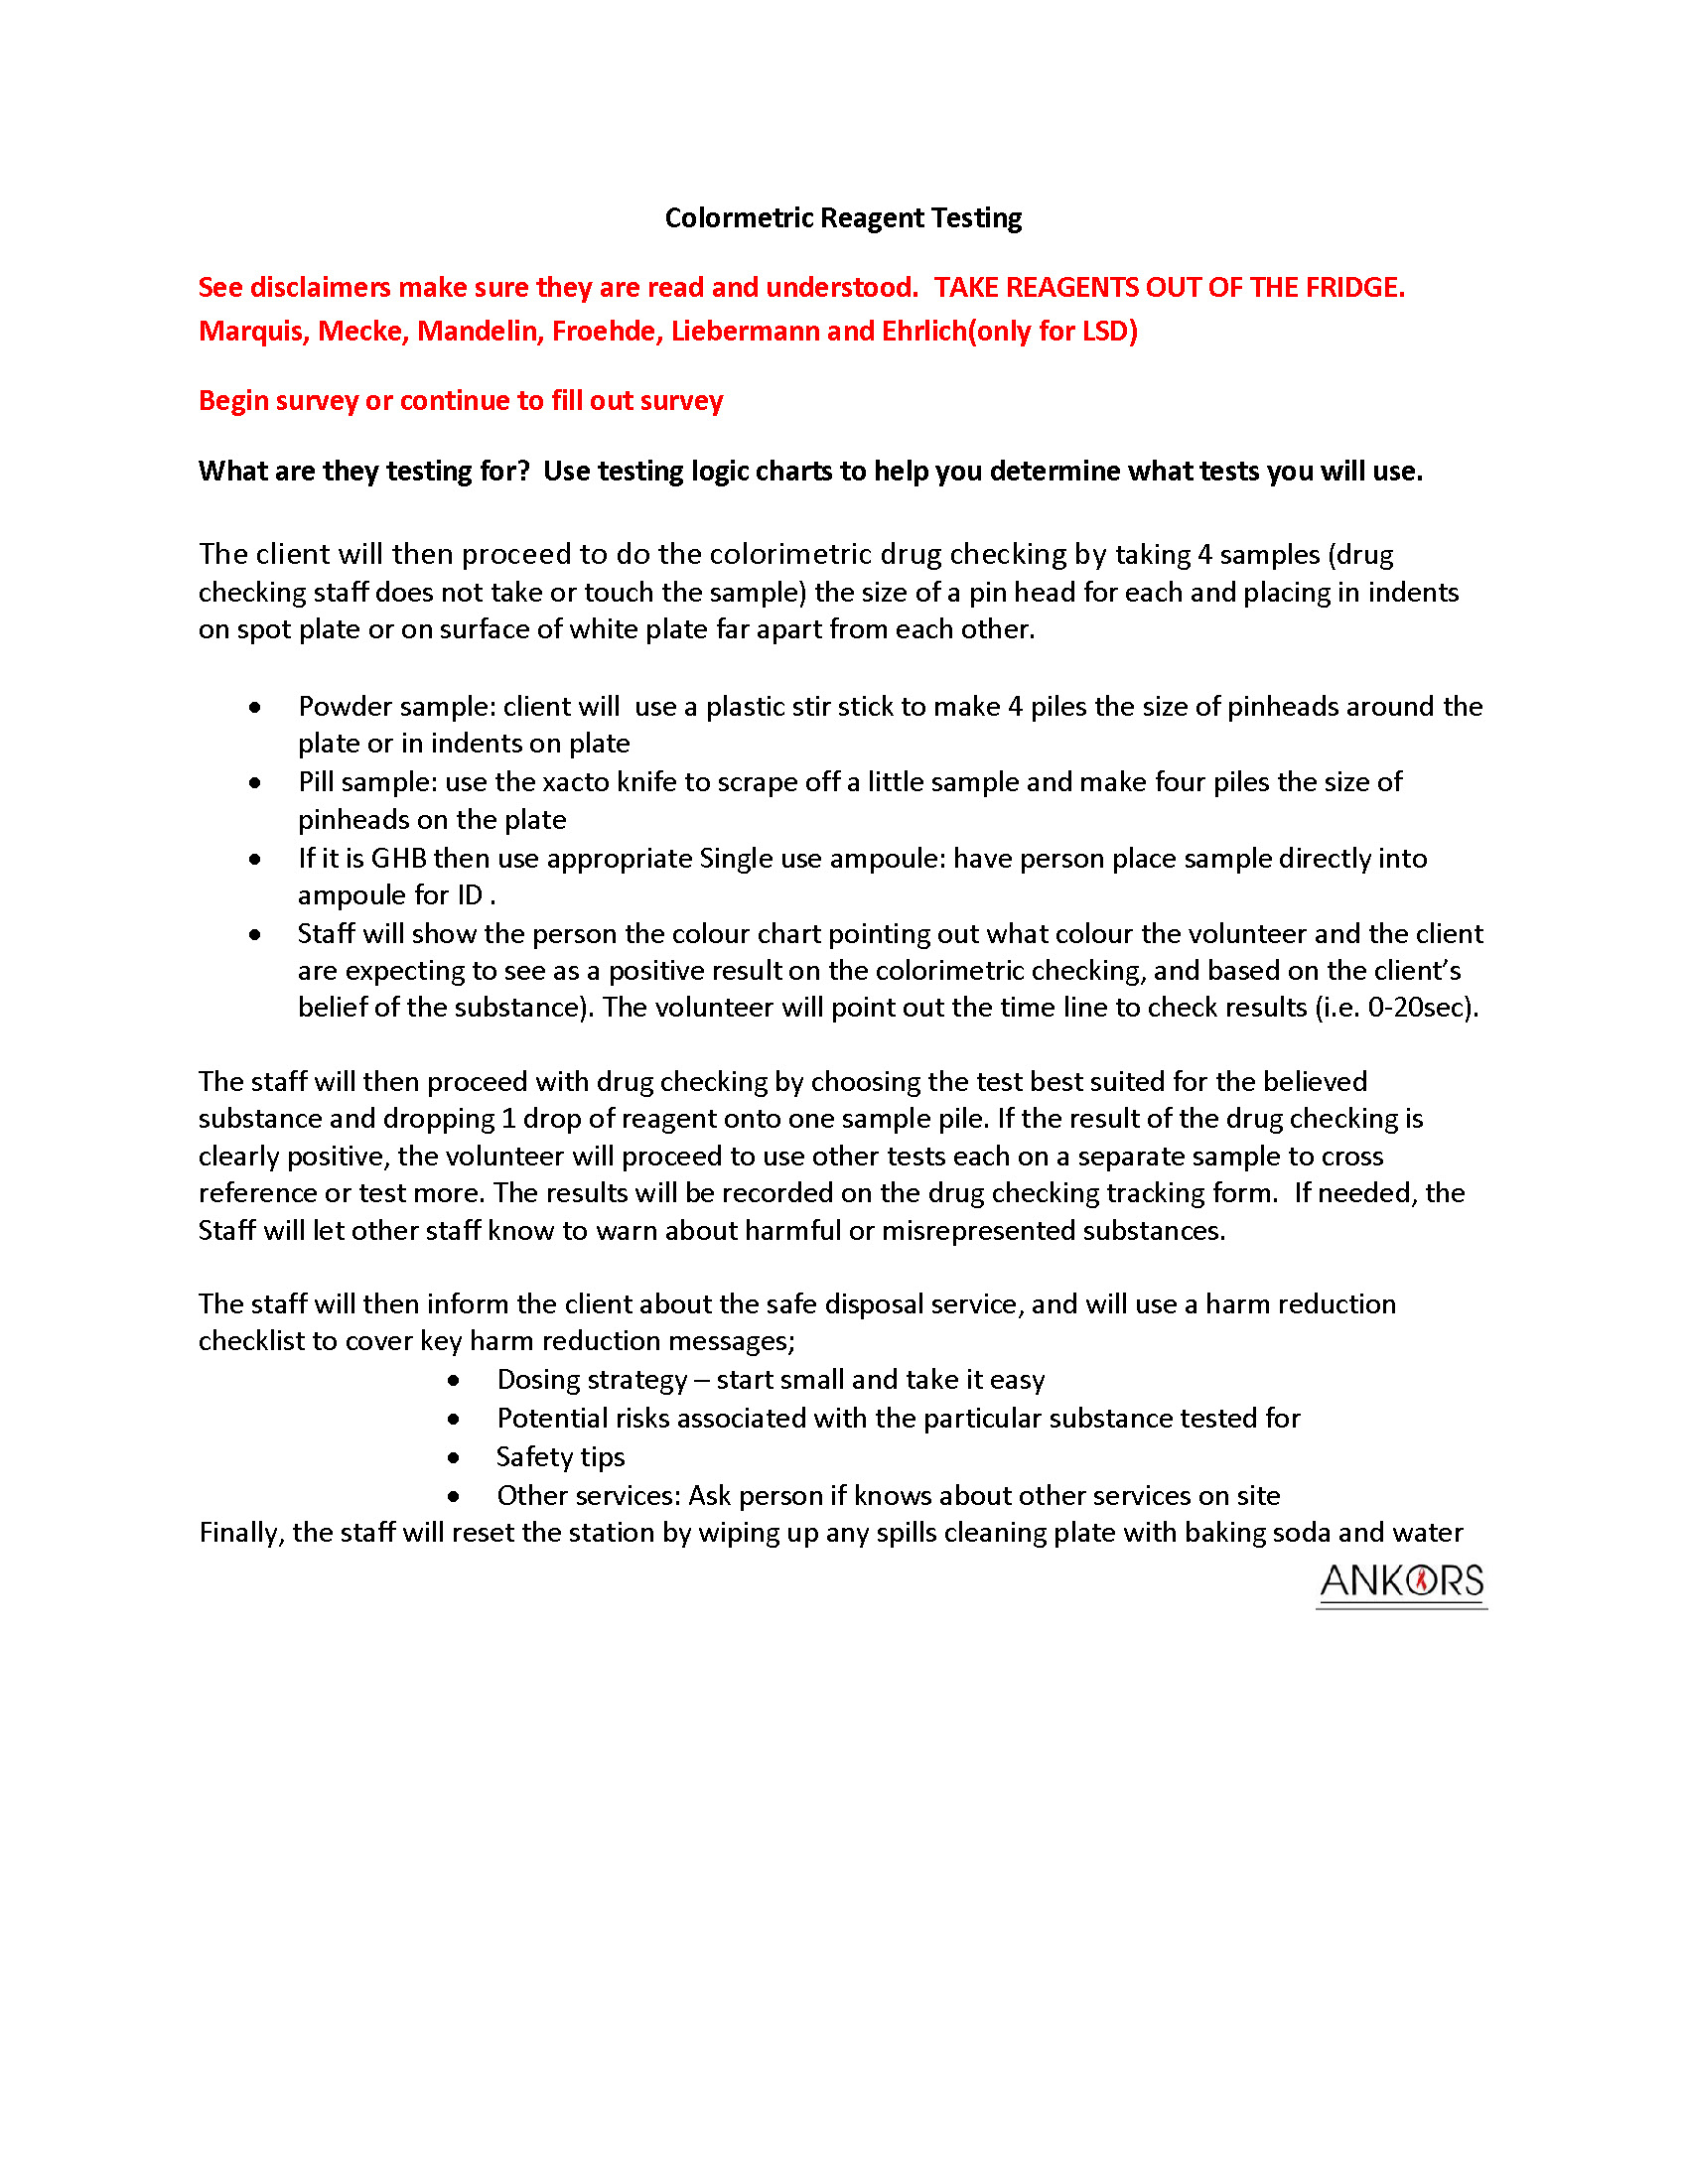 Colormetric Reagent Testing
See disclaimers make sure they are read and understood.  TAKE REAGENTS OUT OF THE FRIDGE.
Marquis, Mecke, Mandelin, Froehde, Liebermann and Ehrlich(only for LSD)
Begin survey or continue to fill out survey
What are they testing for?  Use testing logic charts to help you determine what tests you will use.
The client will then proceed to do the colorimetric drug checking by taking 4 samples (drug
checking staff does not take or touch the sample) the size of a pin head for each and placing in indents
on spot plate or on surface of white plate far apart from each other.
• Powder sample: client will  use a plastic stir stick to make 4 piles the size of pinheads around the
plate or in indents on plate
• Pill sample: use the xacto knife to scrape off a little sample and make four piles the size of
pinheads on the plate
• If it is GHB then use appropriate Single use ampoule: have person place sample directly into
ampoule for ID .
• Staff will show the person the colour chart pointing out what colour the volunteer and the client
are expecting to see as a positive result on the colorimetric checking, and based on the client’s
belief of the substance). The volunteer will point out the time line to check results (i.e. 0-20sec).
The staff will then proceed with drug checking by choosing the test best suited for the believed
substance and dropping 1 drop of reagent onto one sample pile. If the result of the drug checking is
clearly positive, the volunteer will proceed to use other tests each on a separate sample to cross
reference or test more. The results will be recorded on the drug checking tracking form.  If needed, the
Staff will let other staff know to warn about harmful or misrepresented substances.
The staff will then inform the client about the safe disposal service, and will use a harm reduction
checklist to cover key harm reduction messages;
• Dosing strategy – start small and take it easy
• Potential risks associated with the particular substance tested for
• Safety tips
• Other services: Ask person if knows about other services on site
Finally, the staff will reset the station by wiping up any spills cleaning plate with baking soda and water
ANKORS